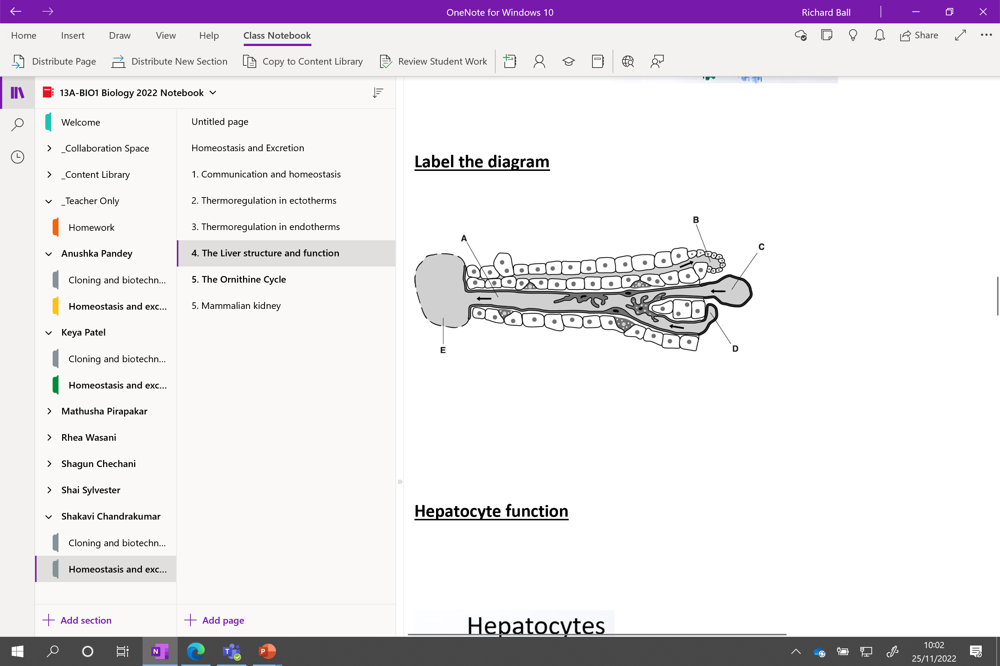 OneNote for Windows 10
Richard Ball
Home Insert Draw View Help Class Notebook
Share
Distribute Page Distribute New Section Copy to Content Library Review Student Work
13A-BIO1 Biology 2022 Notebook
Welcome
_Collaboration Space
_Content Library
_Teacher Only
Homework
Anushka Pandey
Cloning and biotechn...
Homeostasis and exc...
Keya Patel
Cloning and biotechn...
Homeostasis and exc...
Mathusha Pirapakar
Rhea Wasani
Shagun Chechani
Shai Sylvester
Shakavi Chandrakumar
Cloning and biotechn...
Homeostasis and exc...
Add section
Untitled page
Homeostasis and Excretion
1. Communication and homeostasis
2. Thermoregulation in ectotherms
3. Thermoregulation in endotherms
4. The Liver structure and function
5. The Ornithine Cycle
5. Mammalian kidney
Add page
Label the diagram
A
B
C
D
E
Hepatocyte function
Hepatocytes
N
T
P
10:02
25/11/2022